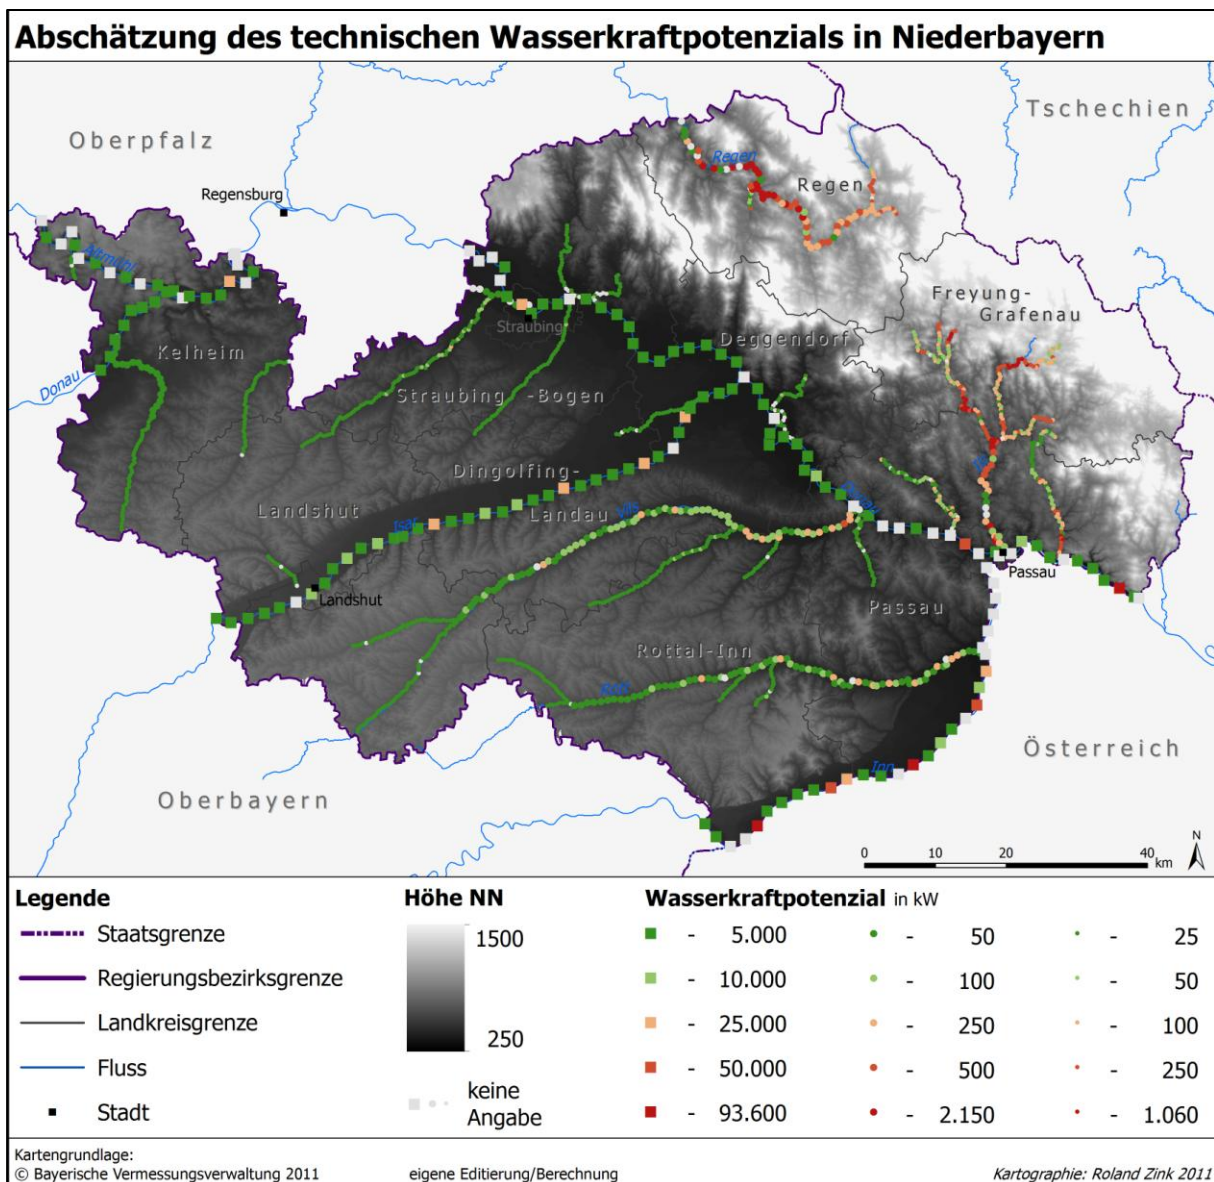 Abschätzung des technischen Wasserkraftpotenzials in Niederbayern
Tschechien
Oberpfalz
Regen
Regen
Regensburg
Altmühl
Freyung-
Grafenau
Straubing
Deggendorf
Kelheim
Donau
Straubing -Bogen
Dingolfing-
Landau
Landshut
Isar
Vils
Donau
Ilz
Passau
Landshut
Passau
Rottal-Inn
Rott
Inn
Österreich
Oberbayern
N
0 10 20 40
km
Legende
Staatsgrenze
Regierungsbezirksgrenze
Landkreisgrenze
Fluss
Stadt
Höhe NN
1500
250
keine
Angabe
Wasserkraftpotenzial in kW
- 5.000 - 50 - 25
- 10.000 - 100 - 50
- 25.000 - 250 - 100
- 50.000 - 500 - 250
- 93.600 - 2.150 - 1.060
Kartengrundlage:
© Bayerische Vermessungsverwaltung 2011 eigene Editierung/Berechnung Kartographie: Roland Zink 2011